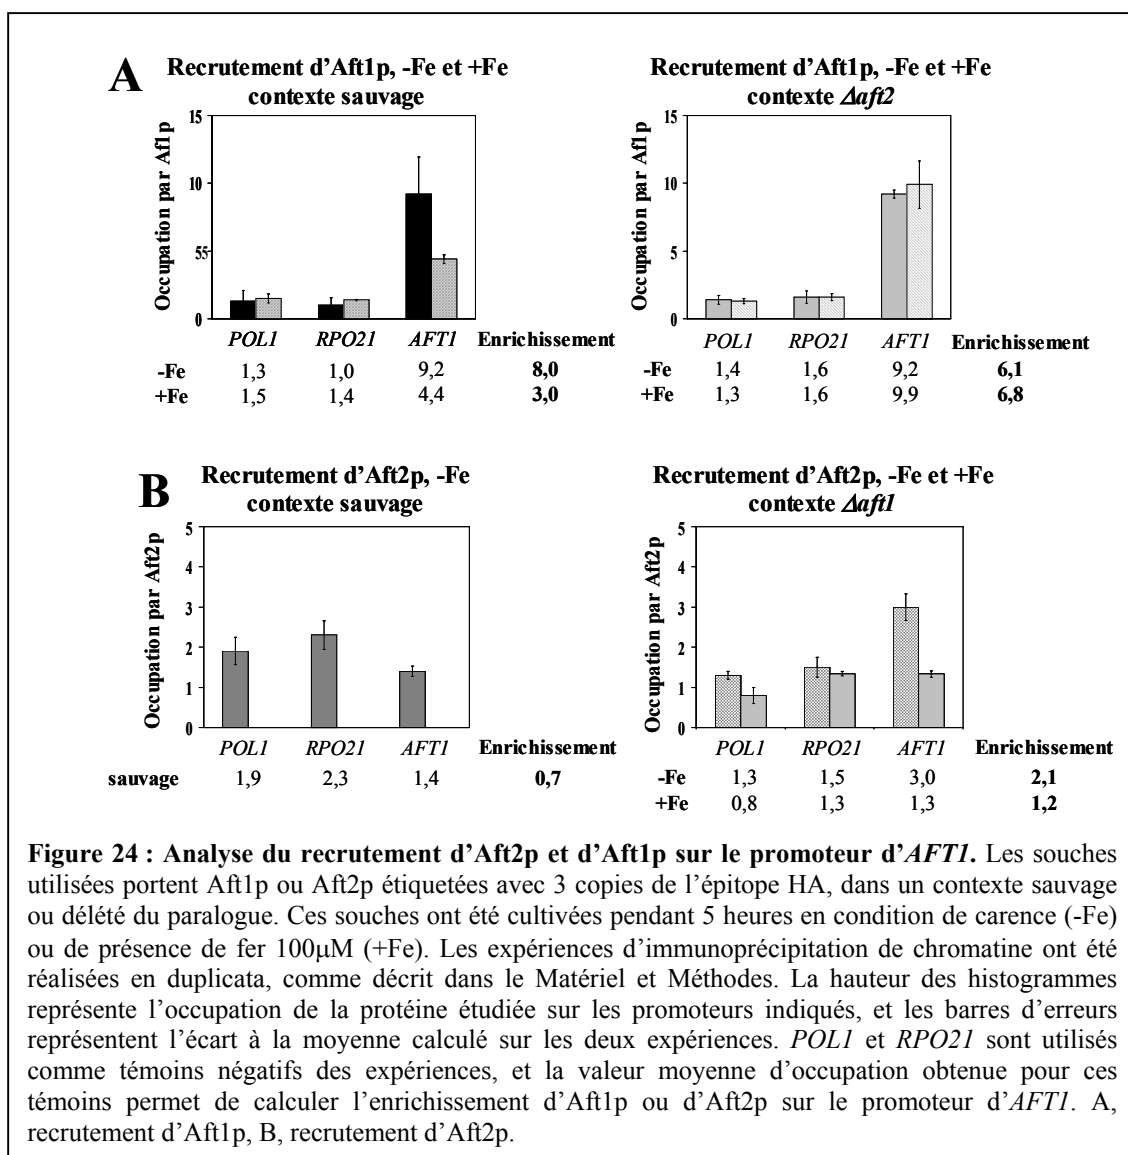 A
Recrutement d'Aft1p, -Fe et +Fe
contexte sauvage
Occupation par Af1p
15
10
55
0
POL1 RPO21 AFT1 Enrichissement
-Fe 1,3 1,0 9,2 8,0
+Fe 1,5 1,4 4,4 3,0
Recrutement d'Aft1p, -Fe et +Fe
contexte Δaft2
Occupation par Af1p
15
10
5
0
POL1 RPO21 AFT1 Enrichissement
-Fe 1,4 1,6 9,2 6,1
+Fe 1,3 1,6 9,9 6,8
B
Recrutement d'Aft2p, -Fe
contexte sauvage
Occupation par Aft2p
5
4
3
2
1
0
POL1 RPO21 AFT1 Enrichissement
sauvage 1,9 2,3 1,4 0,7
Recrutement d'Aft2p, -Fe et +Fe
contexte Δaft1
Occupation par Aft2p
5
4
3
2
1
0
POL1 RPO21 AFT1 Enrichissement
-Fe 1,3 1,5 3,0 2,1
+Fe 0,8 1,3 1,3 1,2
Figure 24 : Analyse du recrutement d'Aft2p et d'Aft1p sur le promoteur d'AFT1. Les souches
utilisées portent Aft1p ou Aft2p étiquetées avec 3 copies de l'épitope HA, dans un contexte sauvage
ou délété du paralogue. Ces souches ont été cultivées pendant 5 heures en condition de carence (-Fe)
ou de présence de fer 100μM (+Fe). Les expériences d'immunoprécipitation de chromatine ont été
réalisées en duplicata, comme décrit dans le Matériel et Méthodes. La hauteur des histogrammes
représente l'occupation de la protéine étudiée sur les promoteurs indiqués, et les barres d'erreurs
représentent l'écart à la moyenne calculé sur les deux expériences. POL1 et RPO21 sont utilisés
comme témoins négatifs des expériences, et la valeur moyenne d'occupation obtenue pour ces
témoins permet de calculer l'enrichissement d'Aft1p ou d'Aft2p sur le promoteur d'AFT1. A,
recrutement d'Aft1p, B, recrutement d'Aft2p.